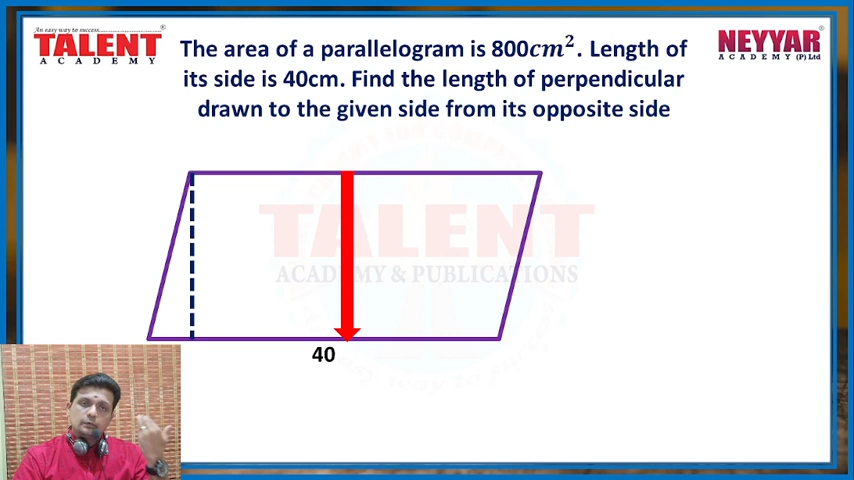 An easy way to success......
TALENT
ACADEMY
NEYYAR
ACADEMY (P) Ltd
The area of a parallelogram is 800cm². Length of
its side is 40cm. Find the length of perpendicular
drawn to the given side from its opposite side
TALENT
ACADEMY & PUBLICATIONS
40